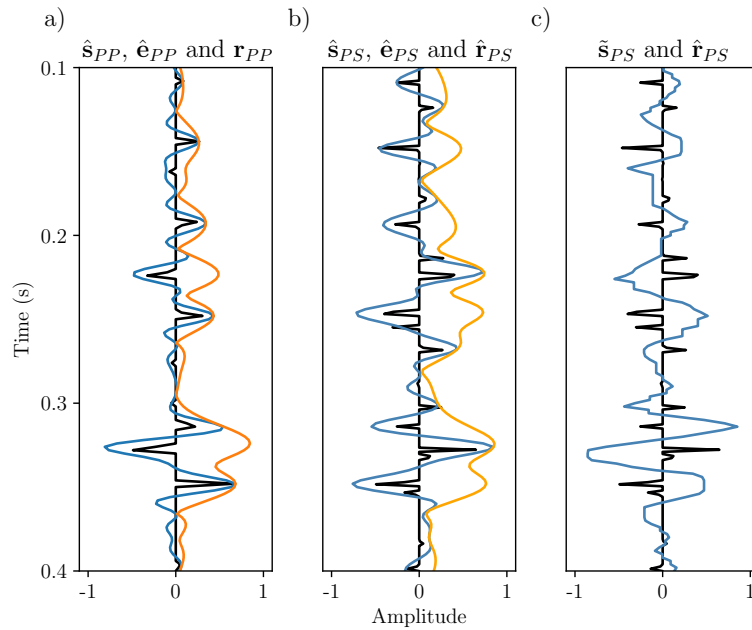 a) b) c)
ŝ_PP, ê_PP and r_PP ŝ_PS, ê_PS and r̂_PS s̃_PS and r̂_PS
0.1
0.2
0.3
0.4
Time (s)
-1 0 1 -1 0 1 -1 0 1
Amplitude